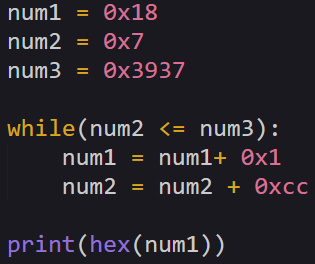 num1 = 0x18
num2 = 0x7
num3 = 0x3937

while(num2 <= num3):
    num1 = num1+ 0x1
    num2 = num2 + 0xcc

print(hex(num1))